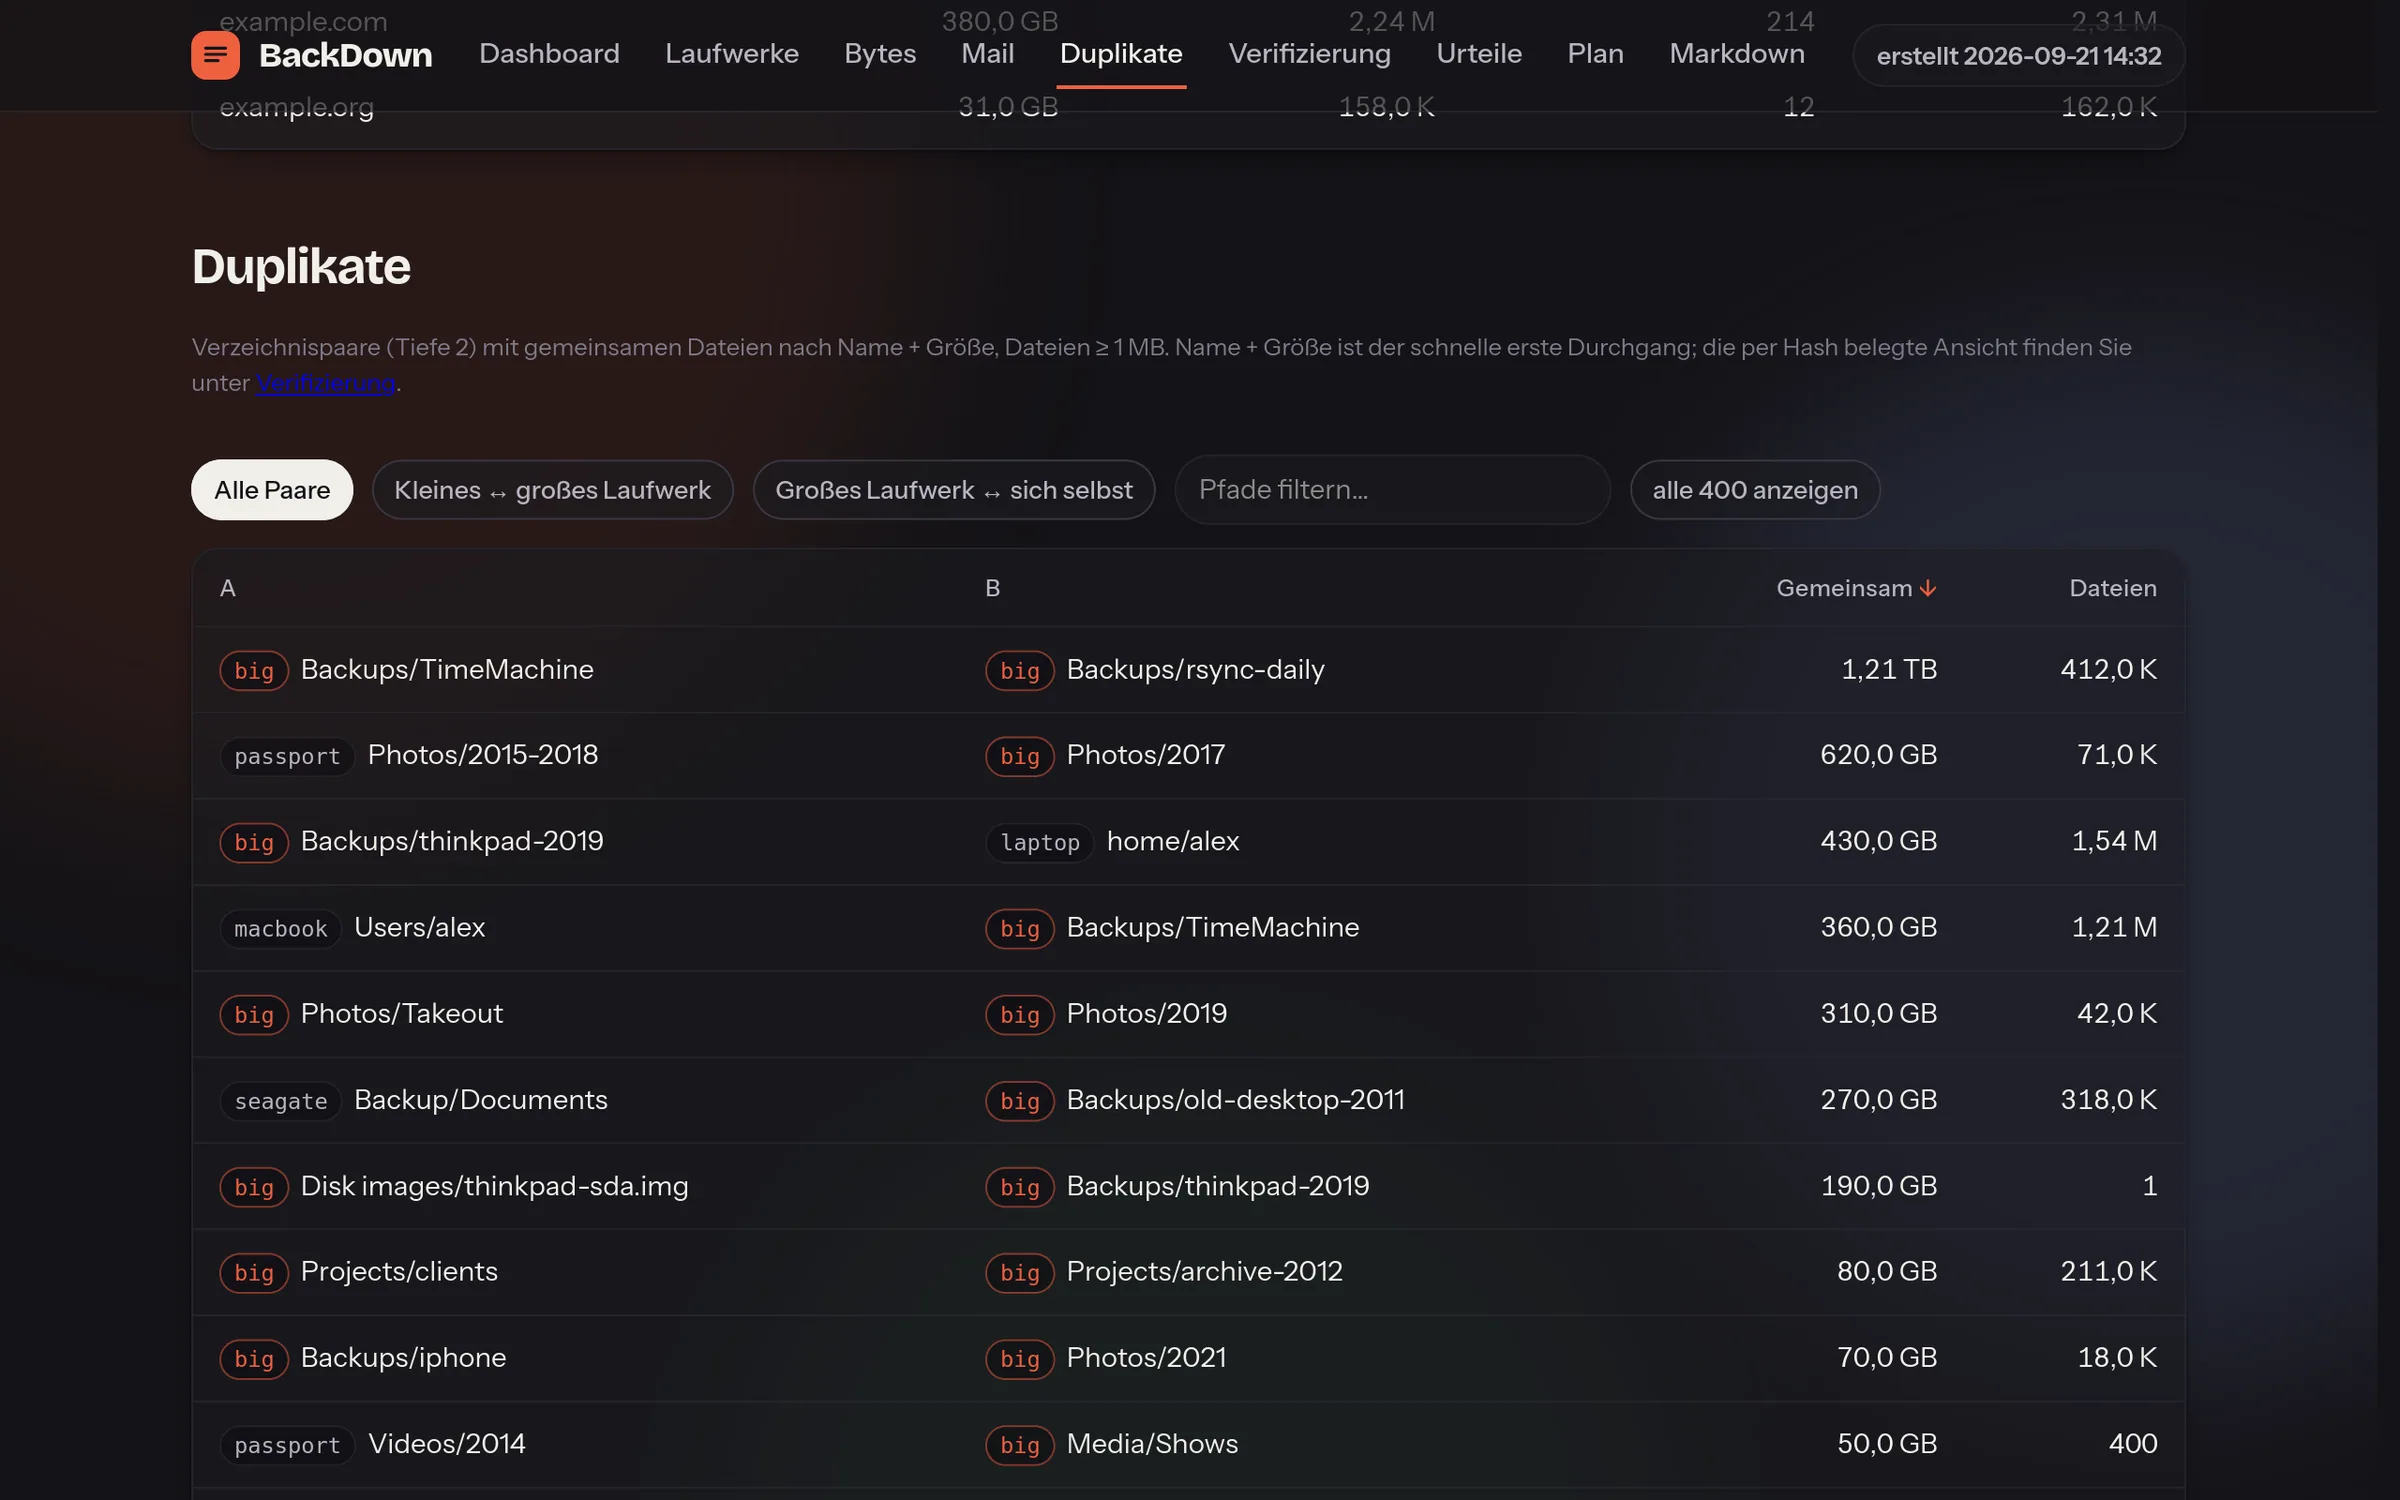 example.com 380,0 GB 2,24 M 214 2,31 M
BackDown Dashboard Laufwerke Bytes Mail Duplikate Verifizierung Urteile Plan Markdown erstellt 2026-09-21 14:32
example.org 31,0 GB 158,0 K 12 162,0 K
Duplikate
Verzeichnispaare (Tiefe 2) mit gemeinsamen Dateien nach Name + Größe, Dateien ≥ 1 MB. Name + Größe ist der schnelle erste Durchgang; die per Hash belegte Ansicht finden Sie
unter Verifizierung.
Alle Paare Kleines ↔ großes Laufwerk Großes Laufwerk ↔ sich selbst Pfade filtern... alle 400 anzeigen
A B Gemeinsam ↓ Dateien
big Backups/TimeMachine big Backups/rsync-daily 1,21 TB 412,0 K
passport Photos/2015-2018 big Photos/2017 620,0 GB 71,0 K
big Backups/thinkpad-2019 laptop home/alex 430,0 GB 1,54 M
macbook Users/alex big Backups/TimeMachine 360,0 GB 1,21 M
big Photos/Takeout big Photos/2019 310,0 GB 42,0 K
seagate Backup/Documents big Backups/old-desktop-2011 270,0 GB 318,0 K
big Disk images/thinkpad-sda.img big Backups/thinkpad-2019 190,0 GB 1
big Projects/clients big Projects/archive-2012 80,0 GB 211,0 K
big Backups/iphone big Photos/2021 70,0 GB 18,0 K
passport Videos/2014 big Media/Shows 50,0 GB 400